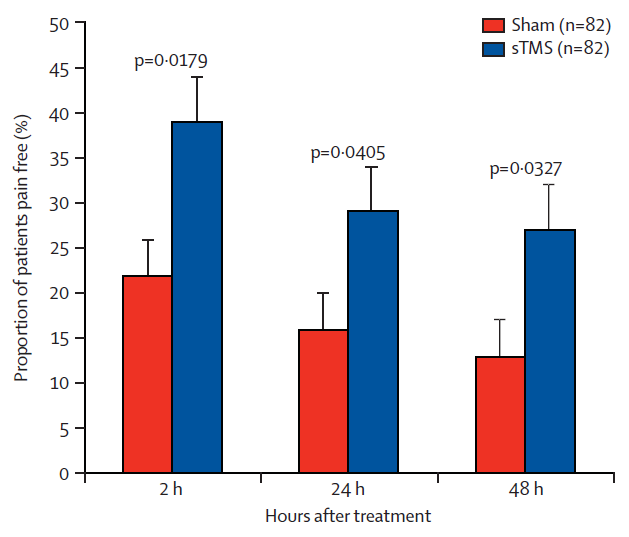 Sham (n=82)
sTMS (n=82)
Proportion of patients pain free (%)
50
45
40
35
30
25
20
15
10
5
0
p=0·0179
p=0·0405
p=0·0327
2 h
24 h
48 h
Hours after treatment